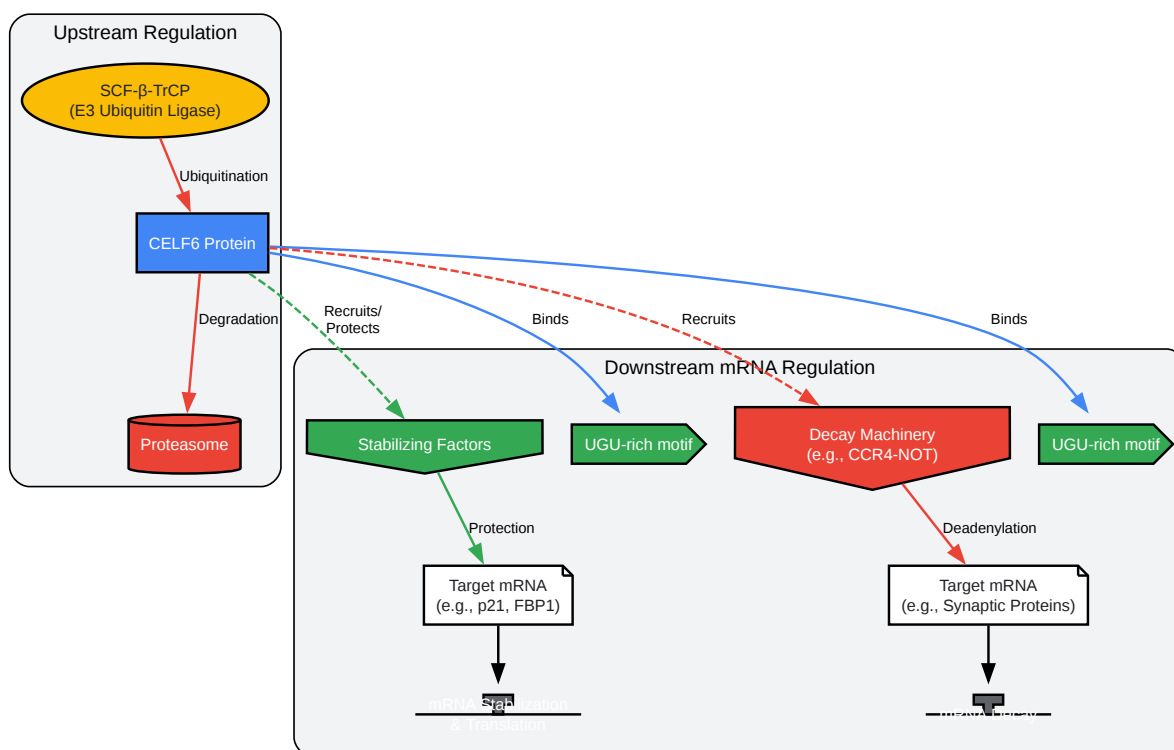 Upstream Regulation
SCF-β-TrCP
(E3 Ubiquitin Ligase)
Ubiquitination
CELF6 Protein
Degradation
Recruits/
Protects
Binds
Recruits
Binds
Downstream mRNA Regulation
Proteasome
Stabilizing Factors
UGU-rich motif
Decay Machinery
(e.g., CCR4-NOT)
UGU-rich motif
Protection
Deadenylation
Target mRNA
(e.g., p21, FBP1)
Target mRNA
(e.g., Synaptic Proteins)
mRNA Stabilization
& Translation
mRNA Decay